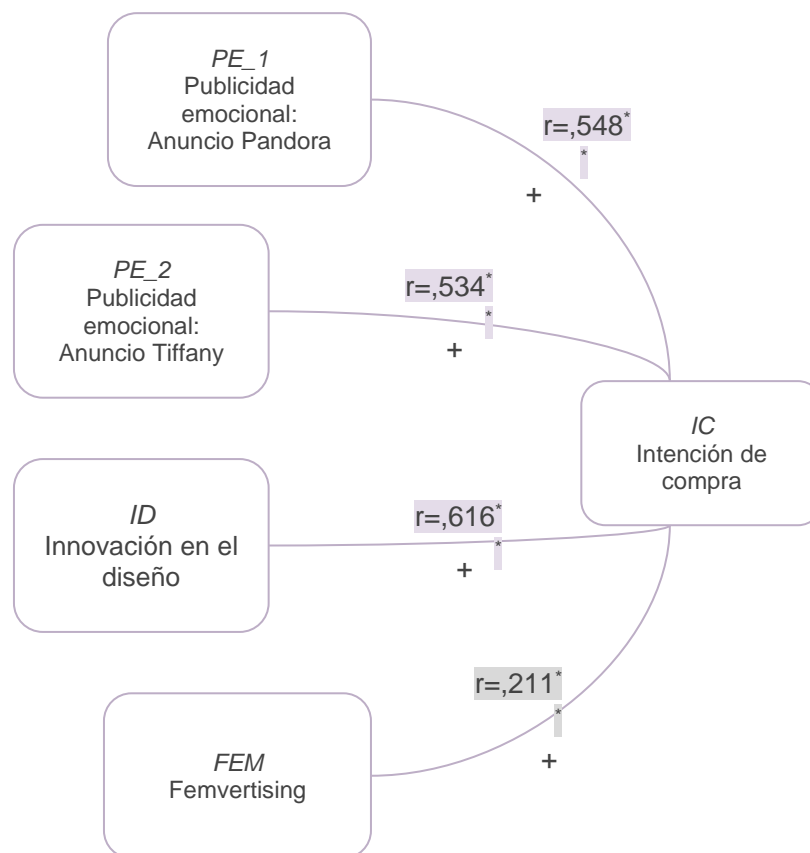 PE_1
Publicidad
emocional:
Anuncio Pandora
r=,548*
*
+
PE_2
Publicidad
emocional:
Anuncio Tiffany
r=,534*
*
+
IC
Intención de
compra
ID
Innovación en el
diseño
r=,616*
*
+
r=,211*
*
+
FEM
Femvertising